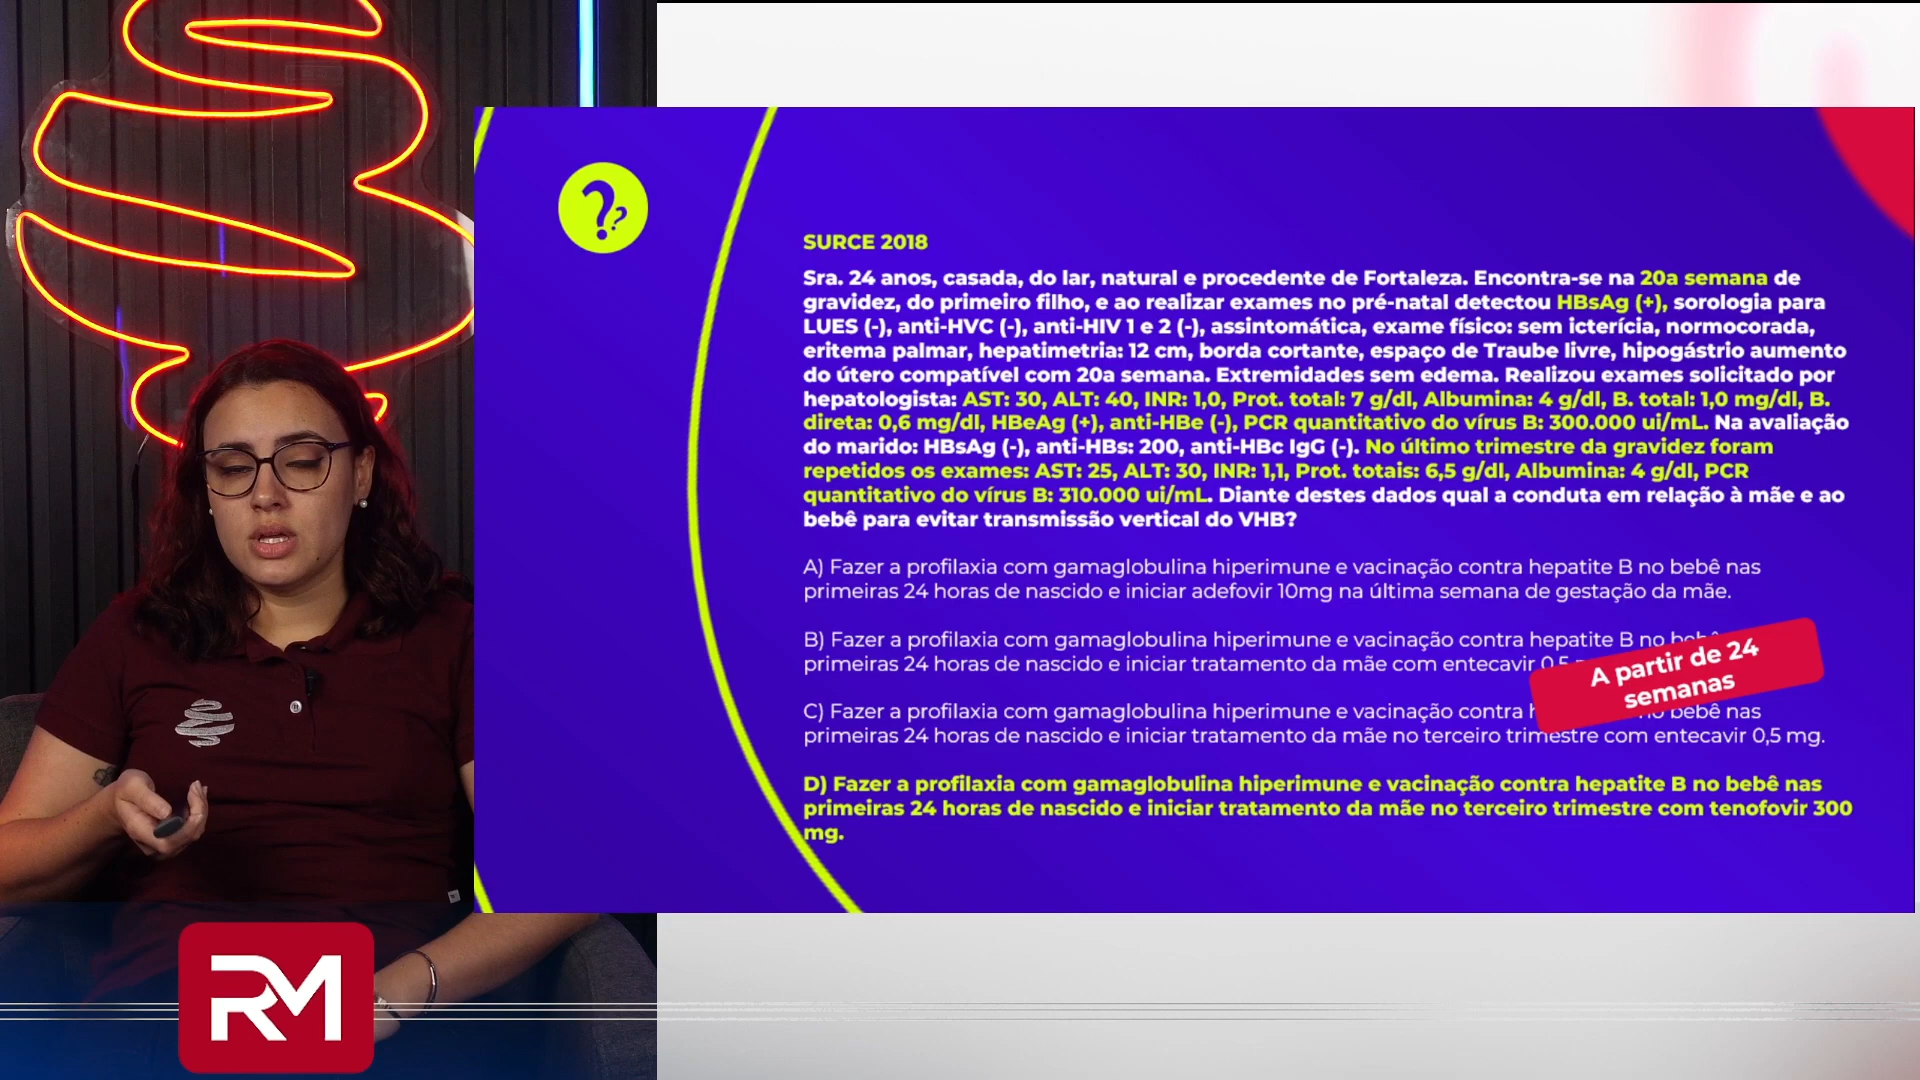 SURCE 2018
Sra. 24 anos, casada, do lar, natural e procedente de Fortaleza. Encontra-se na 20a semana de
gravidez, do primeiro filho, e ao realizar exames no pré-natal detectou HBsAg (+), sorologia para
LUES (-), anti-HVC (-), anti-HIV 1 e 2 (-), assintomática, exame físico: sem icterícia, normocorada,
eritema palmar, hepatimetria: 12 cm, borda cortante, espaço de Traube livre, hipogástrio aumento
do útero compatível com 20a semana. Extremidades sem edema. Realizou exames solicitado por
hepatologista: AST: 30, ALT: 40, INR: 1,0, Prot. total: 7 g/dl, Albumina: 4 g/dl, B. total: 1,0 mg/dl, B.
direta: 0,6 mg/dl, HBeAg (+), anti-HBe (-), PCR quantitativo do vírus B: 300.000 ui/mL. Na avaliação
do marido: HBsAg (-), anti-HBs: 200, anti-HBc IgG (-). No último trimestre da gravidez foram
repetidos os exames: AST: 25, ALT: 30, INR: 1,1, Prot. totais: 6,5 g/dl, Albumina: 4 g/dl, PCR
quantitativo do vírus B: 310.000 ui/mL. Diante destes dados qual a conduta em relação à mãe e ao
bebê para evitar transmissão vertical do VHB?
A) Fazer a profilaxia com gamaglobulina hiperimune e vacinação contra hepatite B no bebê nas
primeiras 24 horas de nascido e iniciar adefovir 10mg na última semana de gestação da mãe.
B) Fazer a profilaxia com gamaglobulina hiperimune e vacinação contra hepatite B no bebê
primeiras 24 horas de nascido e iniciar tratamento da mãe com entecavir 0,5
A partir de 24
semanas
C) Fazer a profilaxia com gamaglobulina hiperimune e vacinação contra no bebê nas
primeiras 24 horas de nascido e iniciar tratamento da mãe no terceiro trimestre com entecavir 0,5 mg.
D) Fazer a profilaxia com gamaglobulina hiperimune e vacinação contra hepatite B no bebê nas
primeiras 24 horas de nascido e iniciar tratamento da mãe no terceiro trimestre com tenofovir 300
mg.
RM